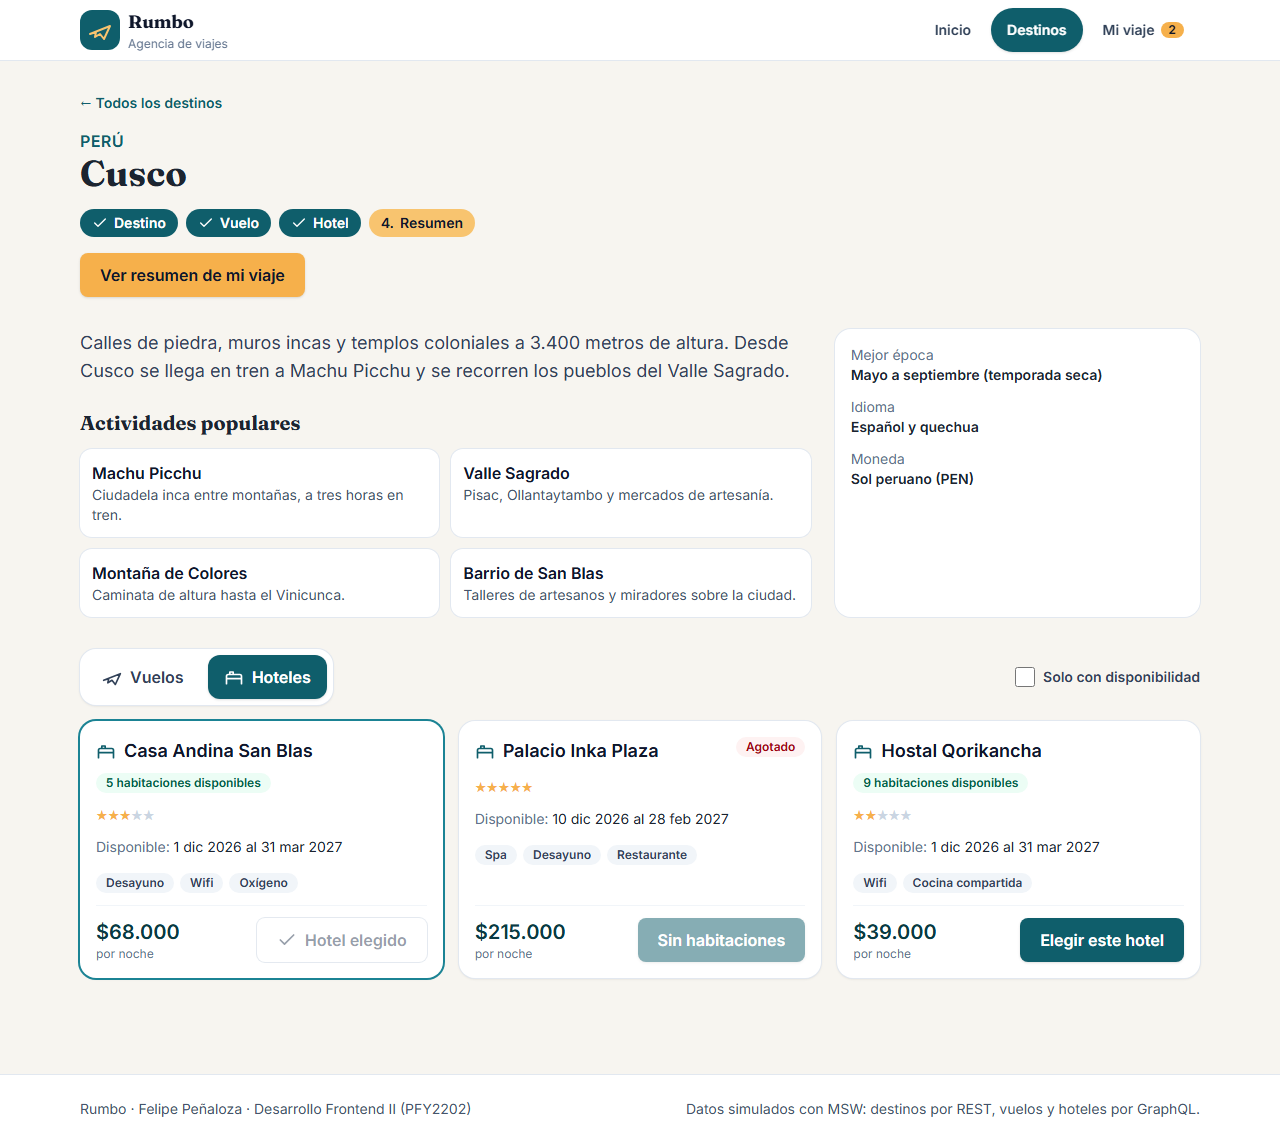 Rumbo
Agencia de viajes
Inicio
Destinos
Mi viaje 2
← Todos los destinos
PERÚ
Cusco
Destino
Vuelo
Hotel
4. Resumen
Ver resumen de mi viaje
Calles de piedra, muros incas y templos coloniales a 3.400 metros de altura. Desde
Cusco se llega en tren a Machu Picchu y se recorren los pueblos del Valle Sagrado.
Mejor época
Mayo a septiembre (temporada seca)
Idioma
Español y quechua
Moneda
Sol peruano (PEN)
Actividades populares
Machu Picchu
Ciudadela inca entre montañas, a tres horas en
tren.
Valle Sagrado
Pisac, Ollantaytambo y mercados de artesanía.
Montaña de Colores
Caminata de altura hasta el Vinicunca.
Barrio de San Blas
Talleres de artesanos y miradores sobre la ciudad.
Vuelos
Hoteles
Solo con disponibilidad
Casa Andina San Blas
5 habitaciones disponibles
★★★★★
Disponible: 1 dic 2026 al 31 mar 2027
Desayuno
Wifi
Oxígeno
$68.000
por noche
Hotel elegido
Palacio Inka Plaza
Agotado
★★★★★
Disponible: 10 dic 2026 al 28 feb 2027
Spa
Desayuno
Restaurante
$215.000
por noche
Sin habitaciones
Hostal Qorikancha
9 habitaciones disponibles
★★★★★
Disponible: 1 dic 2026 al 31 mar 2027
Wifi
Cocina compartida
$39.000
por noche
Elegir este hotel
Rumbo · Felipe Peñaloza · Desarrollo Frontend II (PFY2202)
Datos simulados con MSW: destinos por REST, vuelos y hoteles por GraphQL.